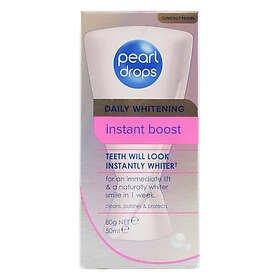 pearl
drops
DAILY WHITENING
instant boost
TEETH WILL LOOK
INSTANTLY WHITER†
for an immediate lift
& a naturally whiter
smile in 1 week.
cleans, polishes & protects
80g NET℮
50ml℮